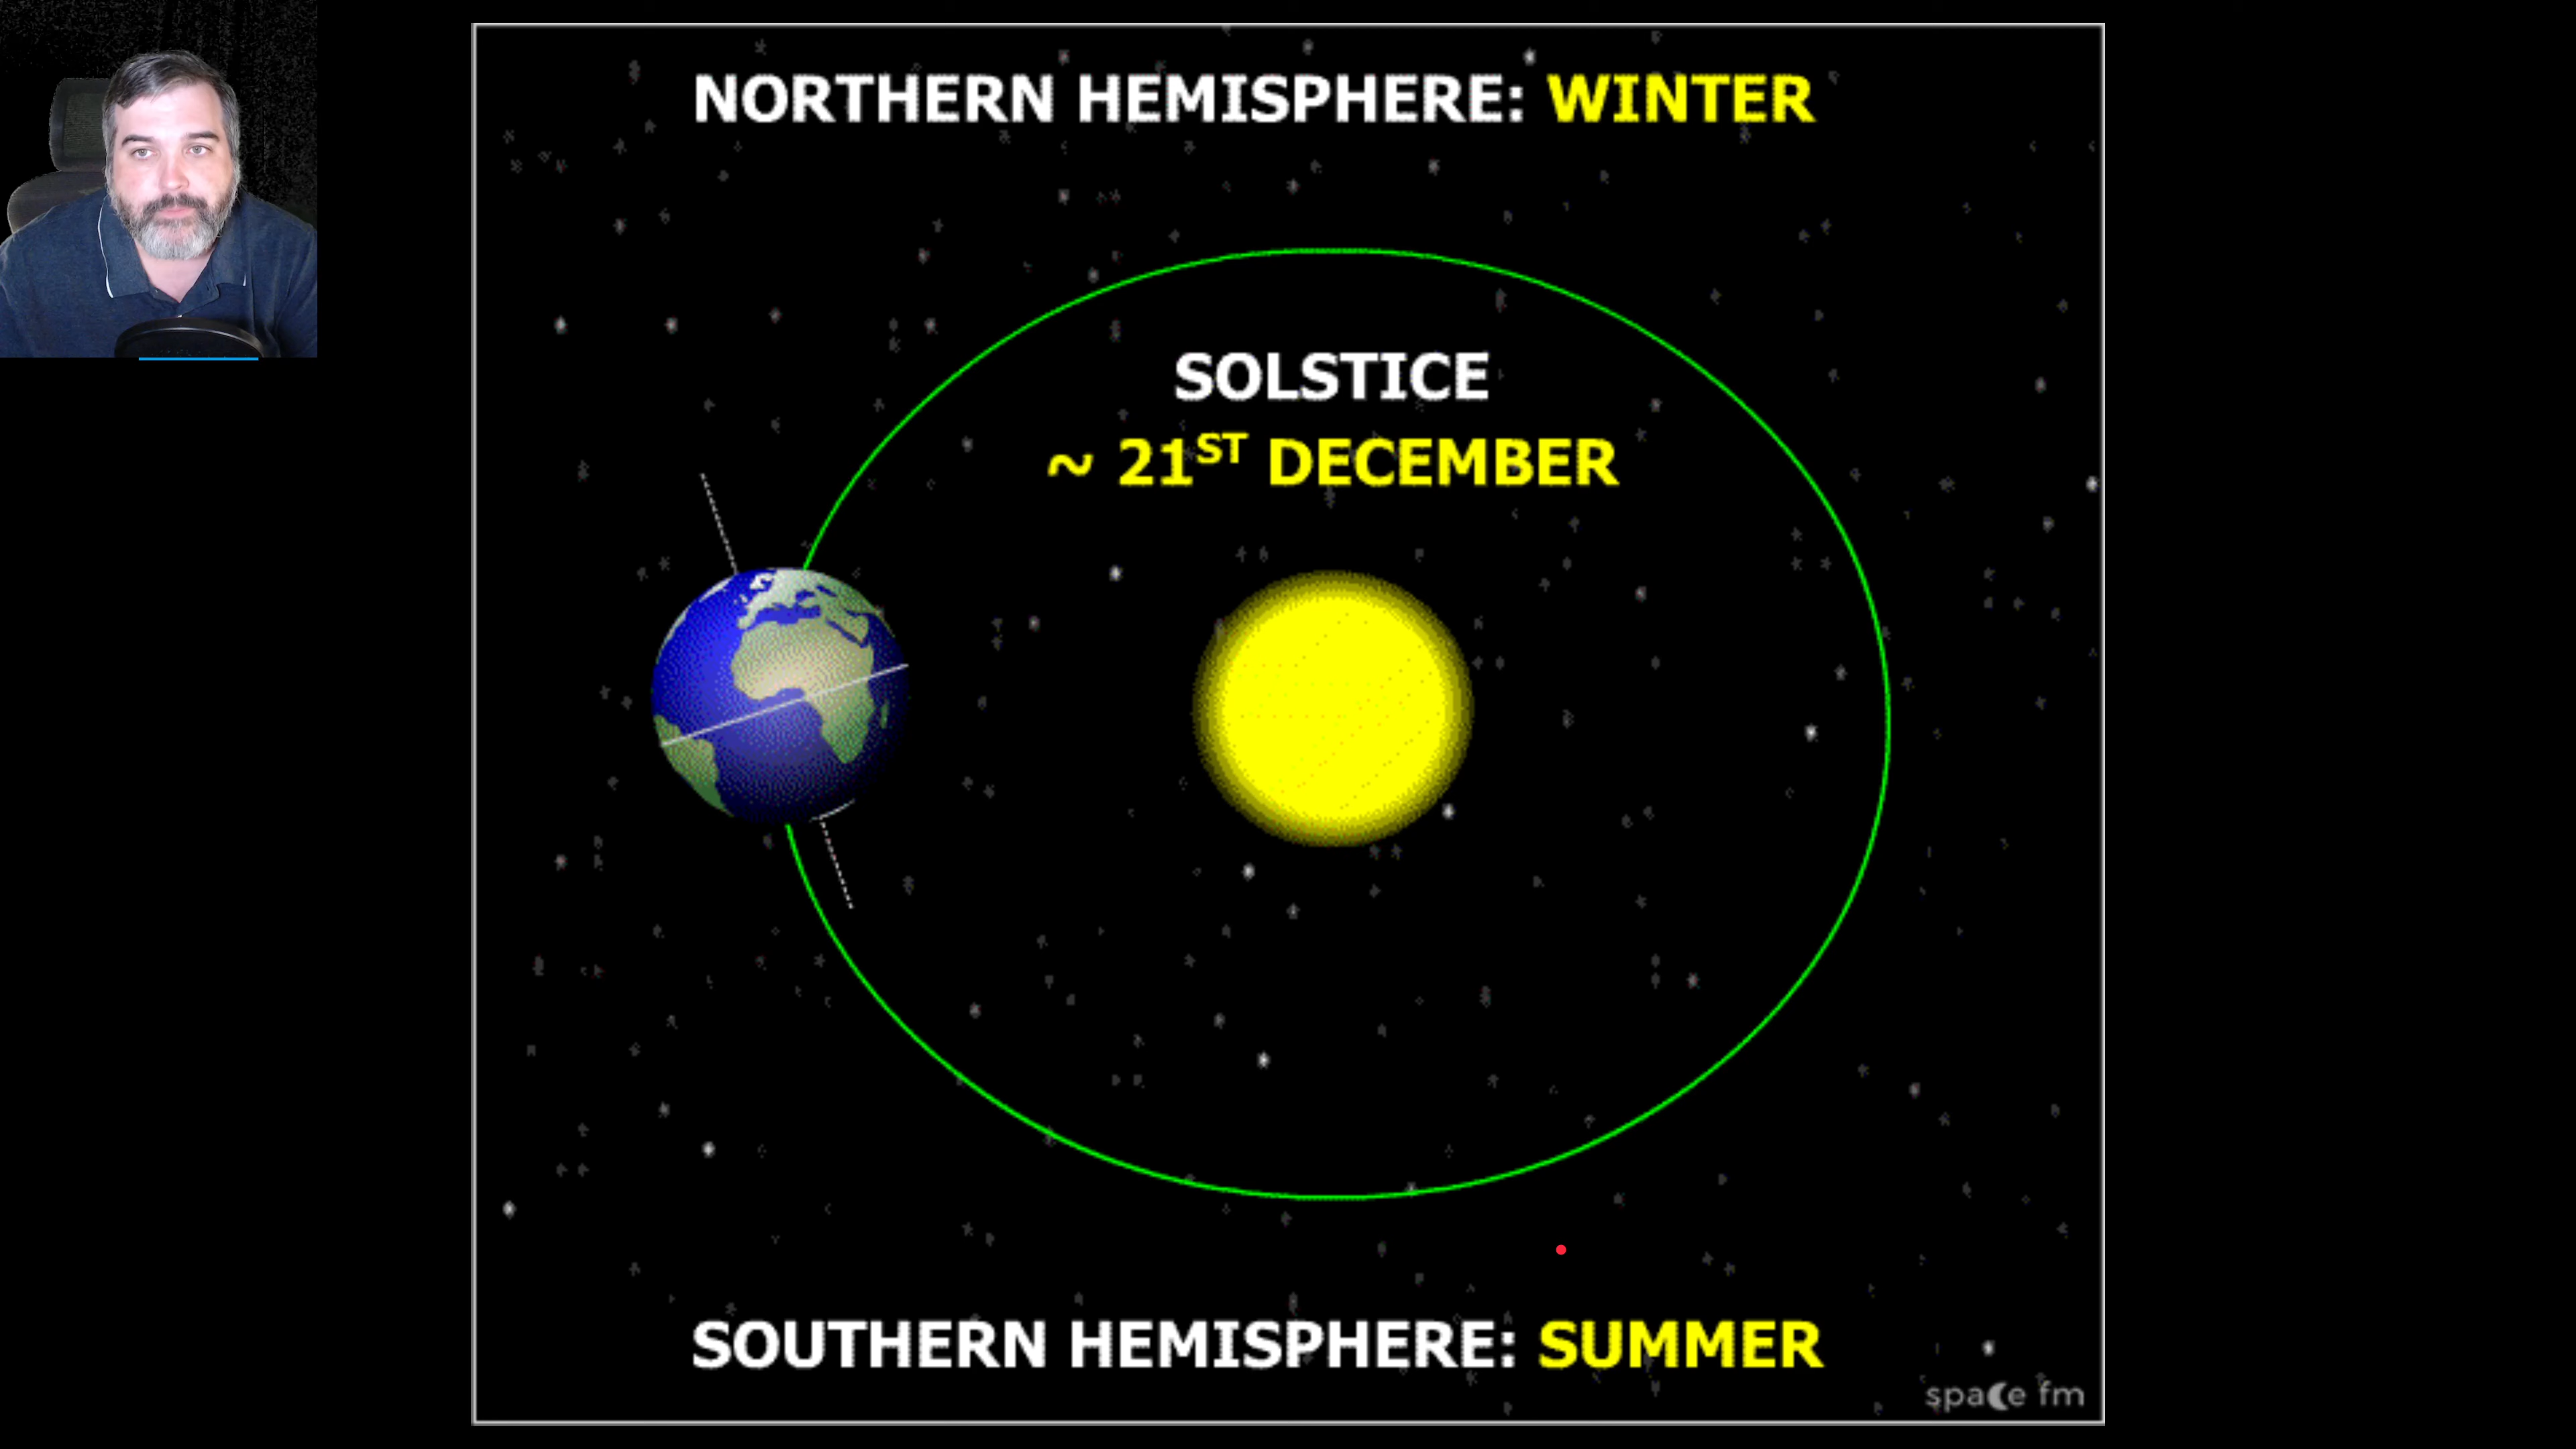 NORTHERN HEMISPHERE: WINTER
SOLSTICE
~ 21ST DECEMBER
SOUTHERN HEMISPHERE: SUMMER
space fm